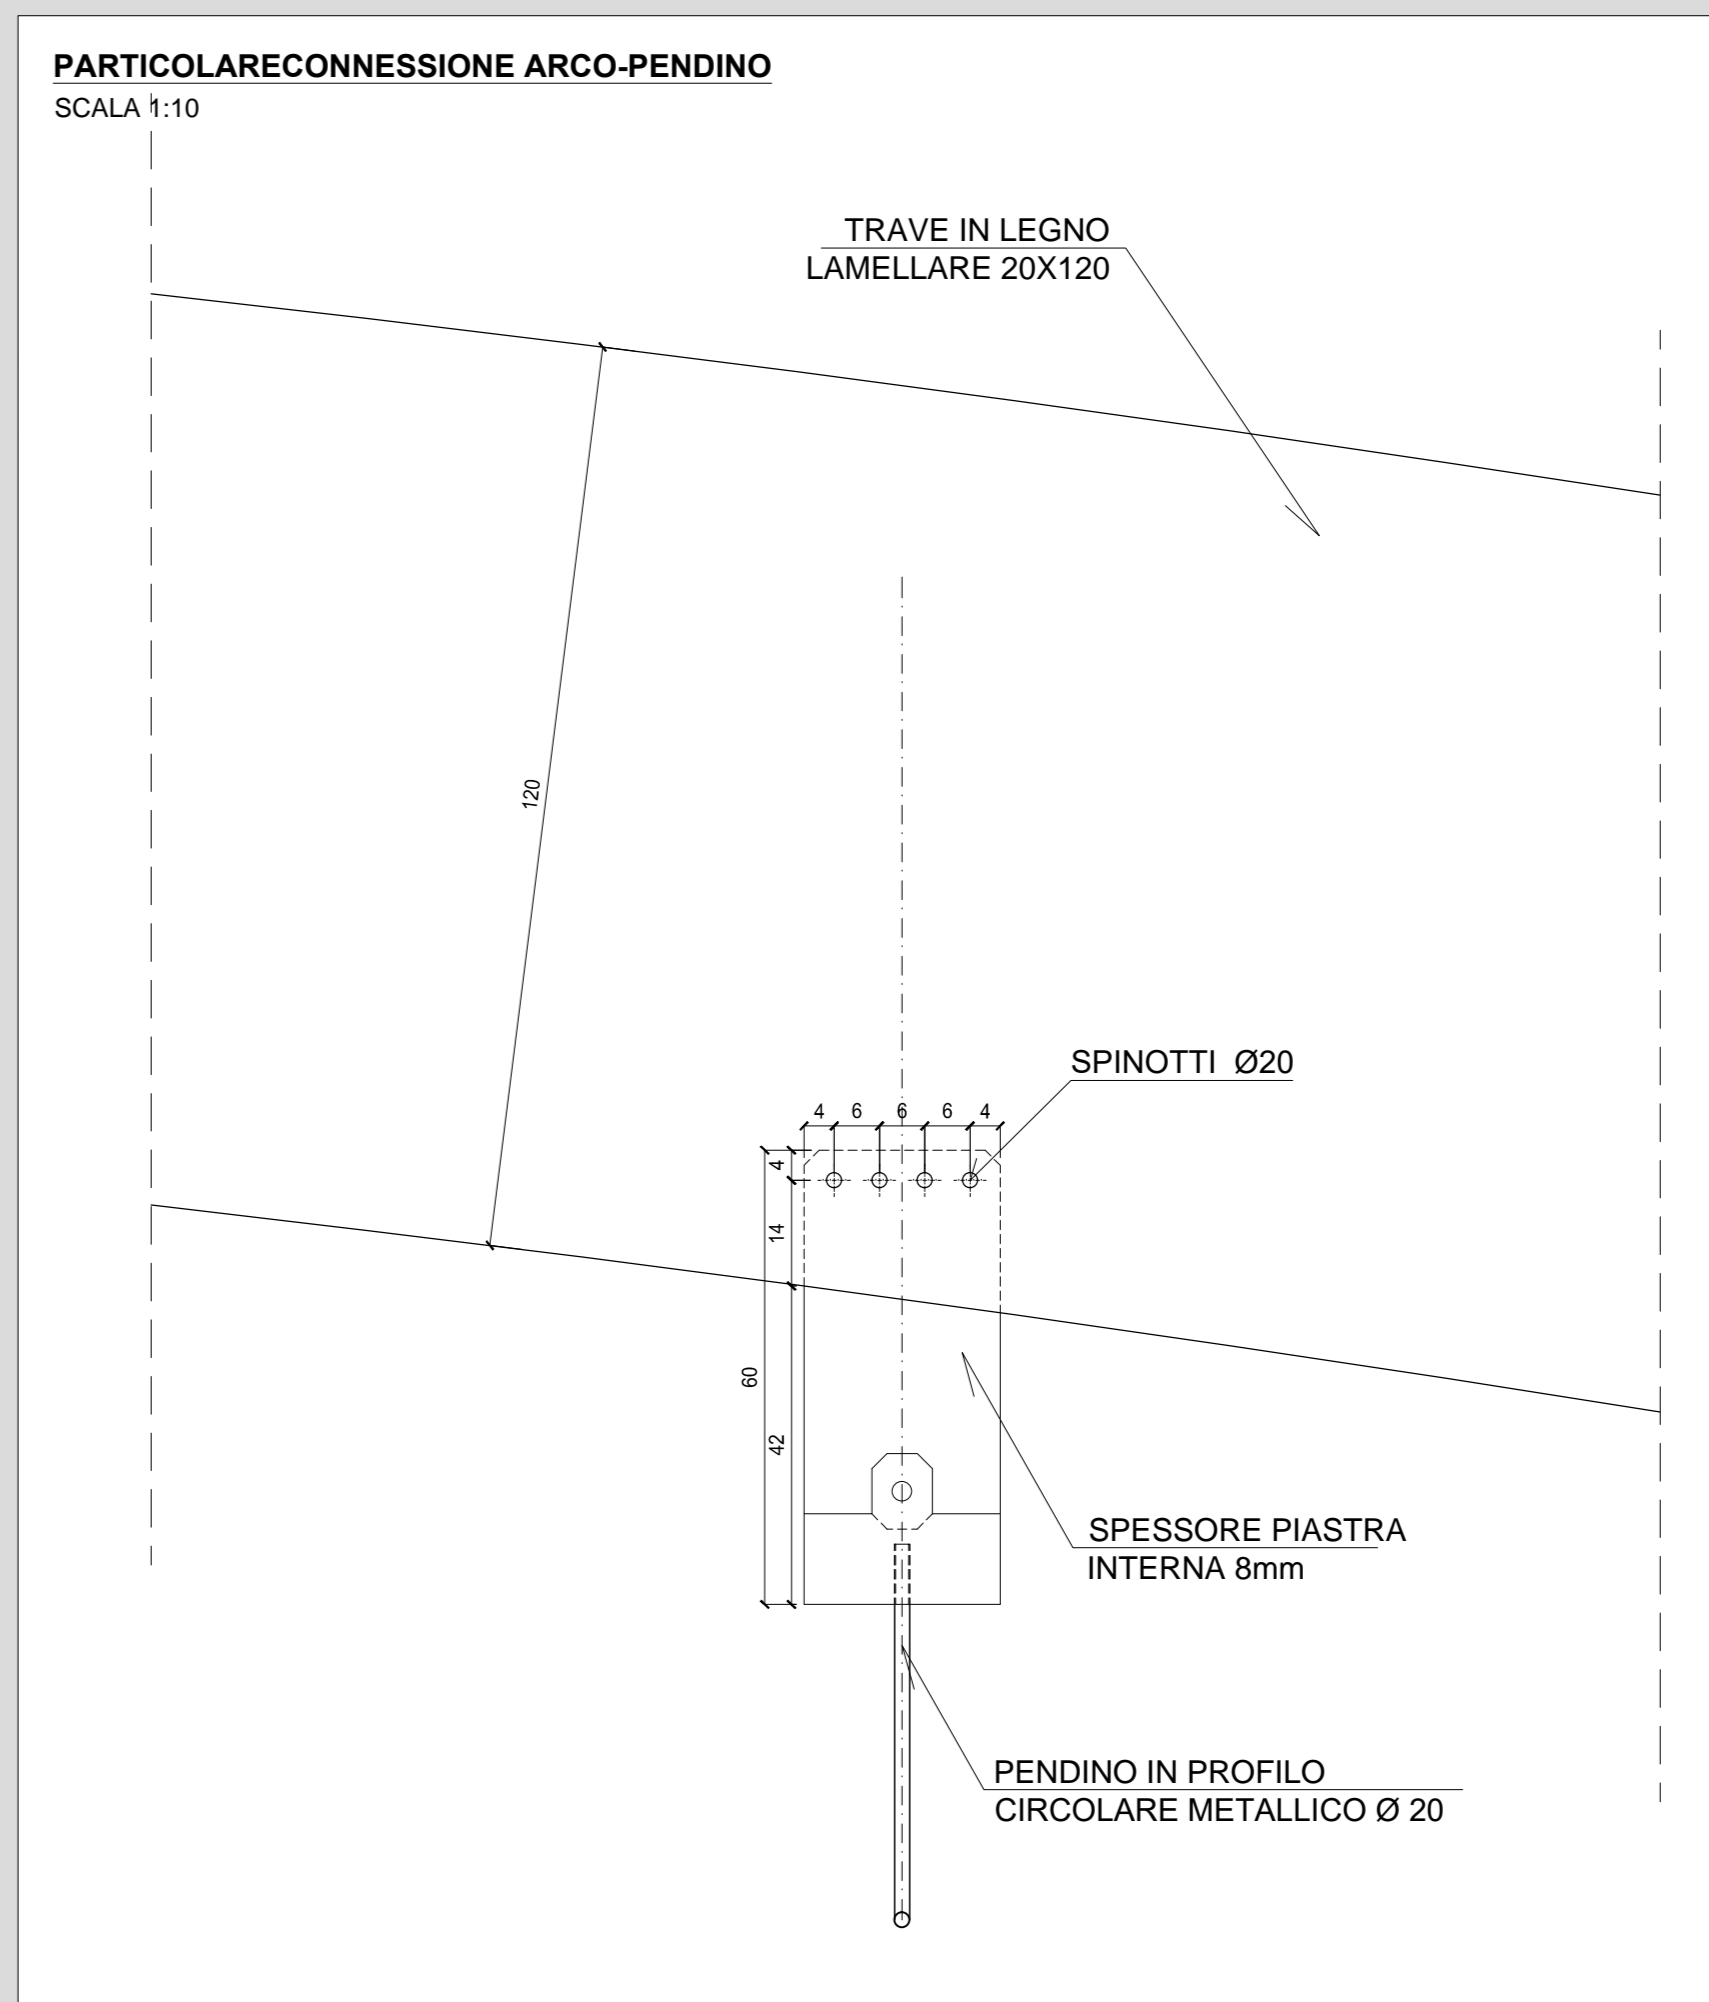 PARTICOLARECONNESSIONE ARCO-PENDINO
SCALA 1:10
TRAVE IN LEGNO
LAMELLARE 20X120
120
SPINOTTI Ø20
4 6 6 6 4
4
14
60
42
SPESSORE PIASTRA
INTERNA 8mm
PENDINO IN PROFILO
CIRCOLARE METALLICO Ø 20